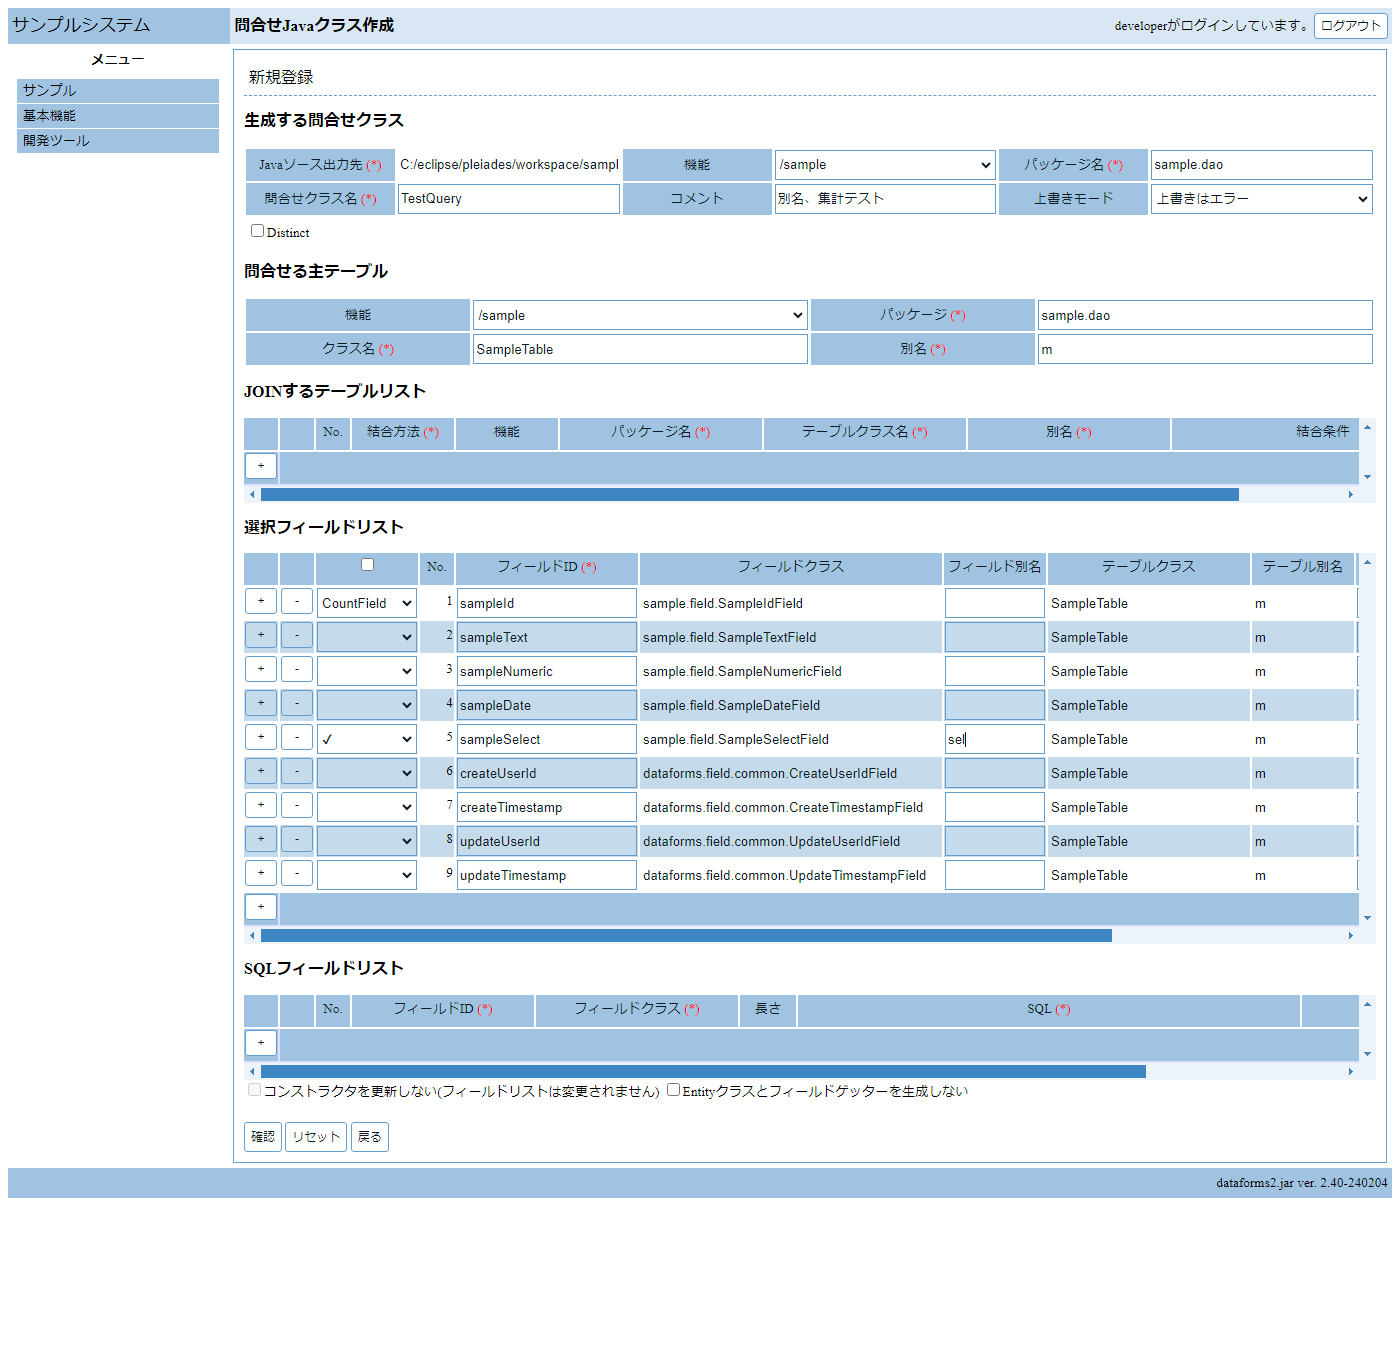 サンプルシステム 問合せJavaクラス作成 developerがログインしています。 ログアウト
メニュー
サンプル
基本機能
開発ツール
新規登録
生成する問合せクラス
Javaソース出力先 (*) C:/eclipse/pleiades/workspace/sampl 機能 /sample パッケージ名 (*) sample.dao
問合せクラス名 (*) TestQuery コメント 別名、集計テスト 上書きモード 上書きはエラー
Distinct
問合せる主テーブル
機能 /sample パッケージ (*) sample.dao
クラス名 (*) SampleTable 別名 (*) m
JOINするテーブルリスト
No. 結合方法 (*) 機能 パッケージ名 (*) テーブルクラス名 (*) 別名 (*) 結合条件
+
選択フィールドリスト
No. フィールドID (*) フィールドクラス フィールド別名 テーブルクラス テーブル別名
+ - CountField 1 sampleId sample.field.SampleIdField SampleTable m
+ - 2 sampleText sample.field.SampleTextField SampleTable m
+ - 3 sampleNumeric sample.field.SampleNumericField SampleTable m
+ - 4 sampleDate sample.field.SampleDateField SampleTable m
+ - ✓ 5 sampleSelect sample.field.SampleSelectField sel SampleTable m
+ - 6 createUserId dataforms.field.common.CreateUserIdField SampleTable m
+ - 7 createTimestamp dataforms.field.common.CreateTimestampField SampleTable m
+ - 8 updateUserId dataforms.field.common.UpdateUserIdField SampleTable m
+ - 9 updateTimestamp dataforms.field.common.UpdateTimestampField SampleTable m
+
SQLフィールドリスト
No. フィールドID (*) フィールドクラス (*) 長さ SQL (*)
+
コンストラクタを更新しない(フィールドリストは変更されません) Entityクラスとフィールドゲッターを生成しない
確認 リセット 戻る
dataforms2.jar ver. 2.40-240204